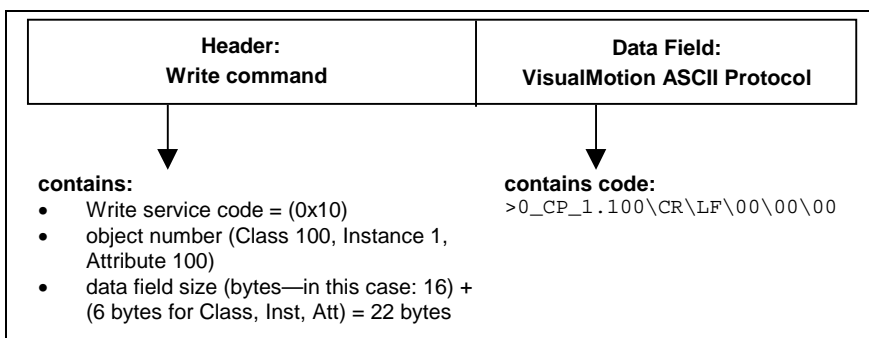 Header:
Write command
Data Field:
VisualMotion ASCII Protocol
contains:
• Write service code = (0x10)
• object number (Class 100, Instance 1,
Attribute 100)
• data field size (bytes—in this case: 16) +
(6 bytes for Class, Inst, Att) = 22 bytes
contains code:
>0_CP_1.100\CR\LF\00\00\00